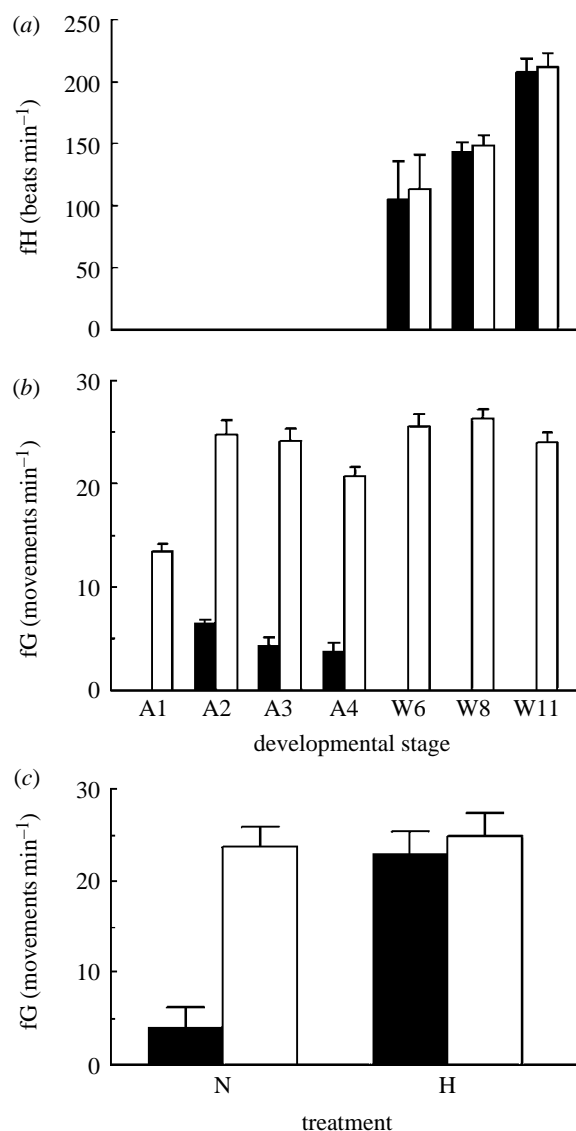 (a)
250
200
150
100
50
0
fH (beats min⁻¹)
(b)
30
20
10
0
fG (movements min⁻¹)
A1 A2 A3 A4 W6 W8 W11
developmental stage
(c)
30
20
10
0
fG (movements min⁻¹)
N H
treatment